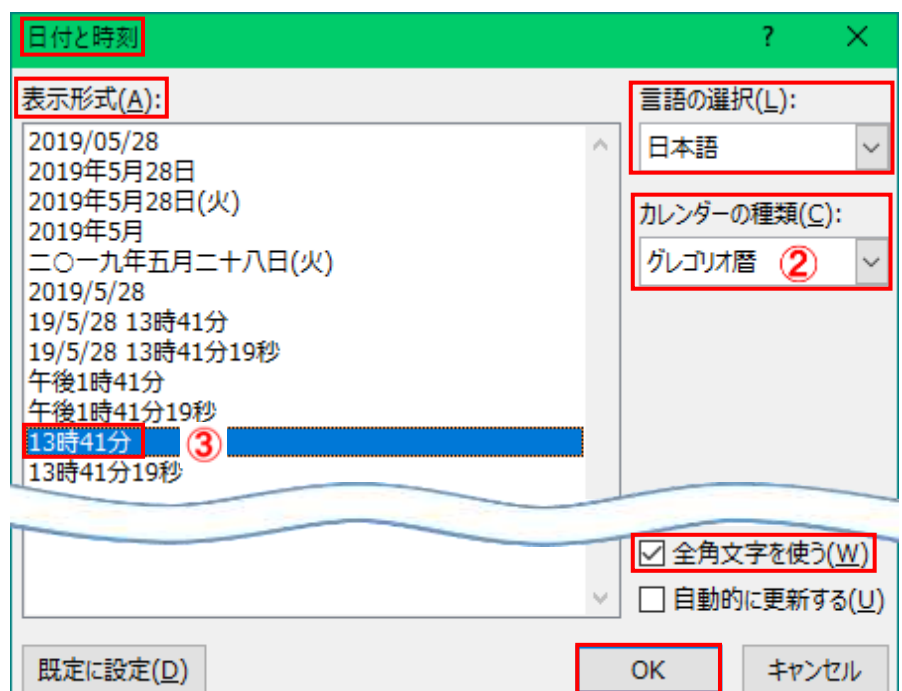 日付と時刻 ? ×
表示形式(A):
2019/05/28
2019年5月28日
2019年5月28日(火)
2019年5月
二〇一九年五月二十八日(火)
2019/5/28
19/5/28 13時41分
19/5/28 13時41分19秒
午後1時41分
午後1時41分19秒
13時41分 ③
13時41分19秒
言語の選択(L):
日本語
カレンダーの種類(C):
グレゴリオ暦 ②
全角文字を使う(W)
自動的に更新する(U)
既定に設定(D)
OK
キャンセル